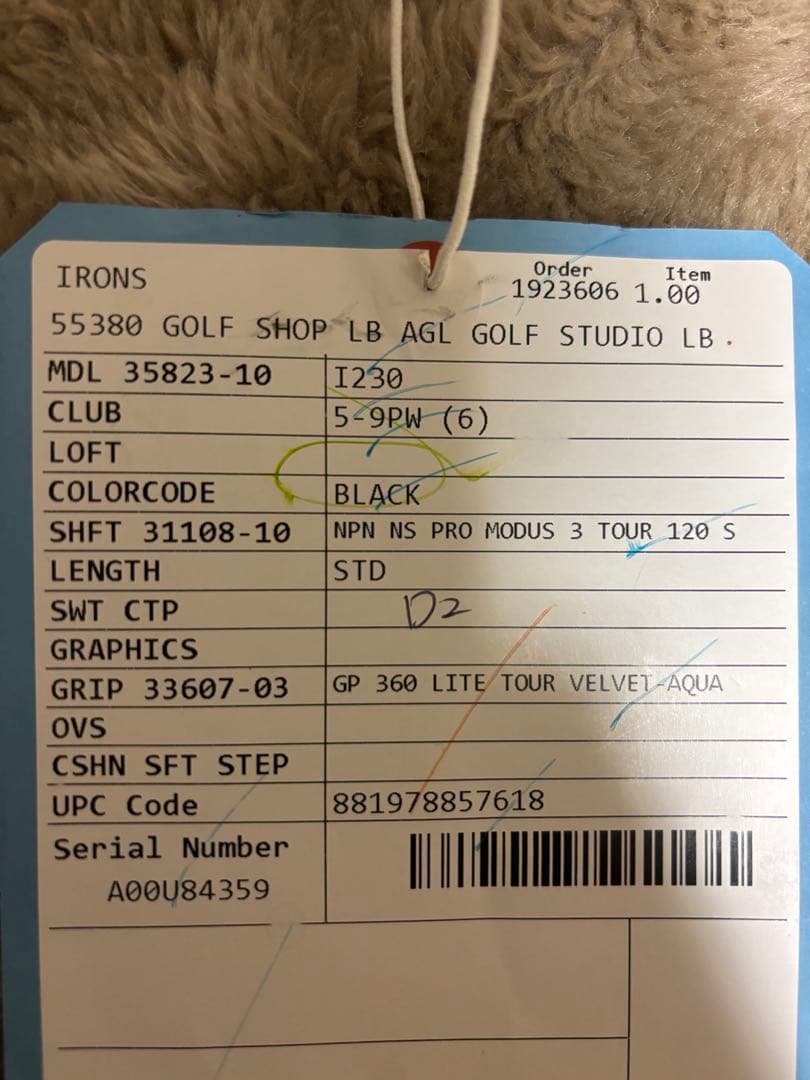 IRONS Order Item
1923606 1.00
55380 GOLF SHOP LB AGL GOLF STUDIO LB.
MDL 35823-10 I230
CLUB 5-9PW (6)
LOFT
COLORCODE BLACK
SHFT 31108-10 NPN NS PRO MODUS 3 TOUR 120 S
LENGTH STD
SWT CTP D2
GRAPHICS
GRIP 33607-03 GP 360 LITE TOUR VELVET-AQUA
OVS
CSHN SFT STEP
UPC Code 881978857618
Serial Number
A00U84359